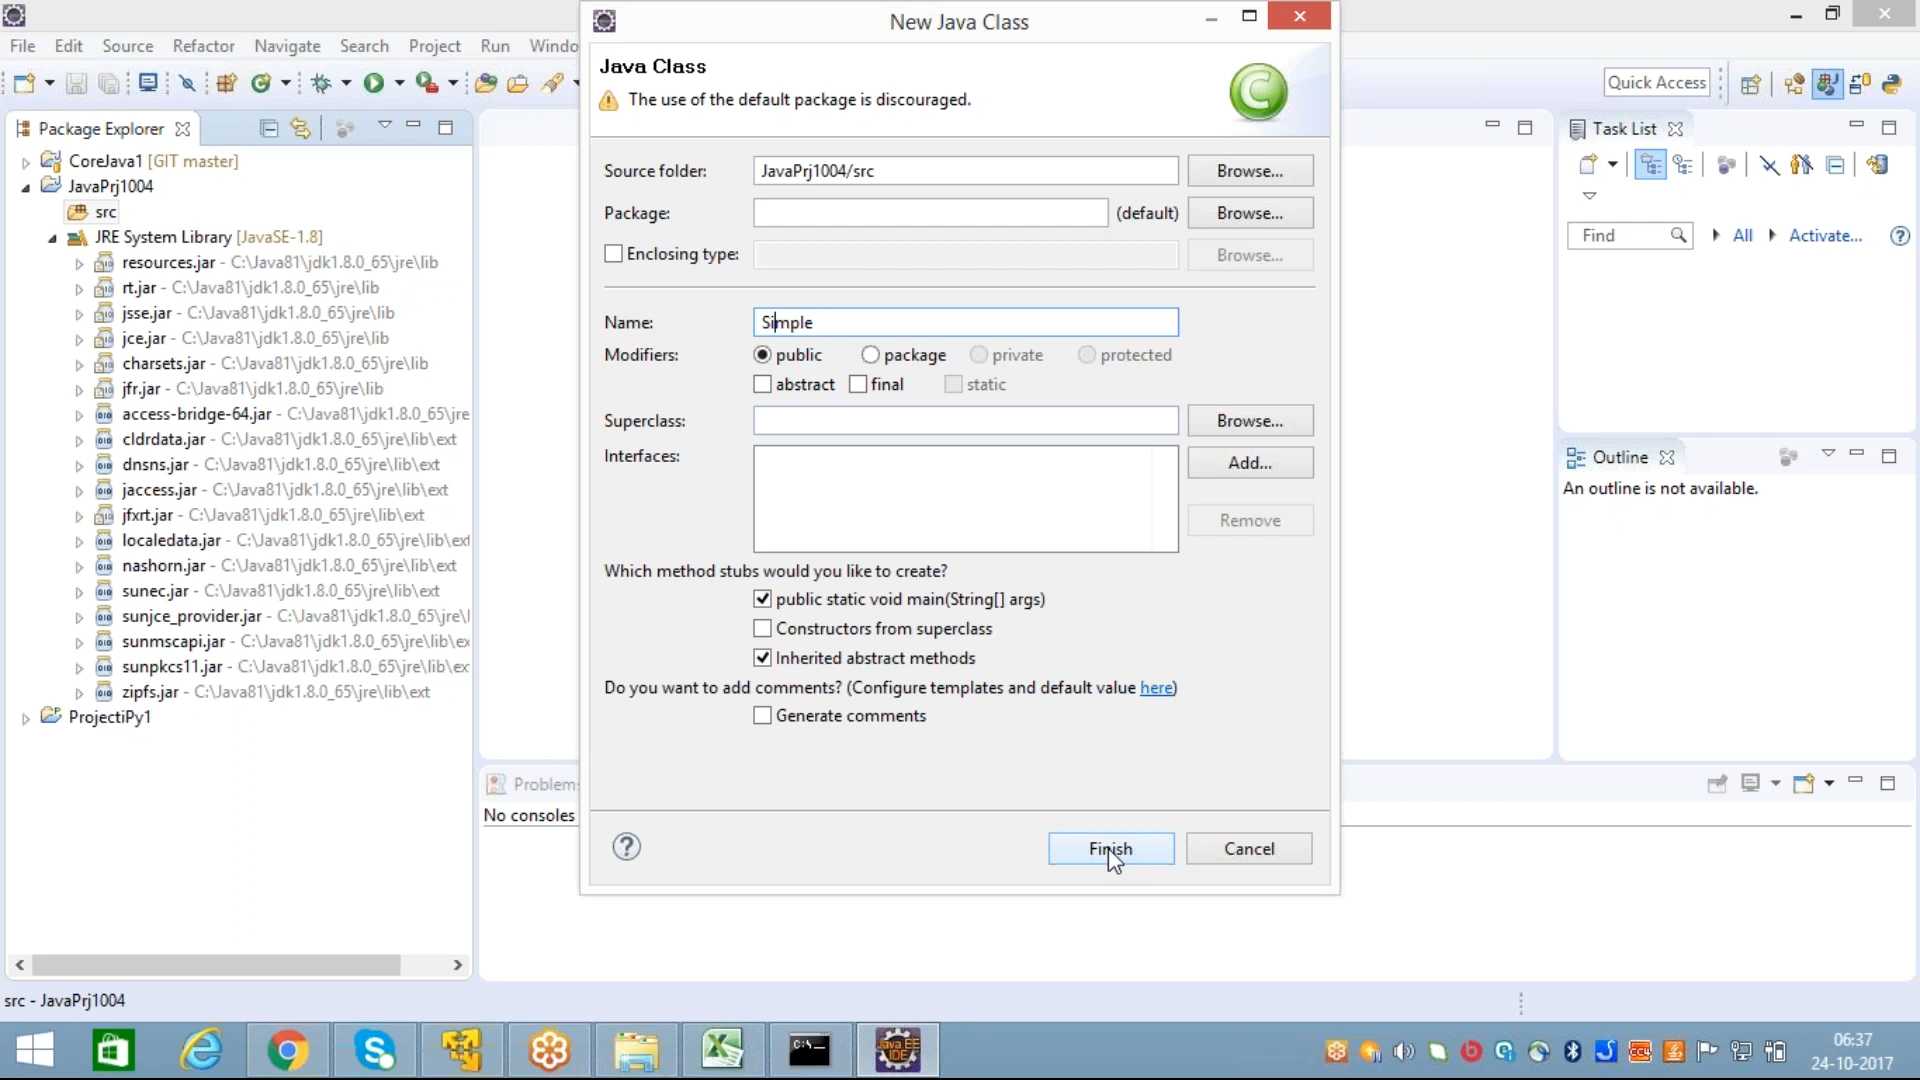 New Java Class
File Edit Source Refactor Navigate Search Project Run Windo
Java Class
The use of the default package is discouraged.
Quick Access
Package Explorer
CoreJava1 [GIT master]
JavaPrj1004
src
JRE System Library [JavaSE-1.8]
resources.jar - C:\Java81\jdk1.8.0_65\jre\lib
rt.jar - C:\Java81\jdk1.8.0_65\jre\lib
jsse.jar - C:\Java81\jdk1.8.0_65\jre\lib
jce.jar - C:\Java81\jdk1.8.0_65\jre\lib
charsets.jar - C:\Java81\jdk1.8.0_65\jre\lib
jfr.jar - C:\Java81\jdk1.8.0_65\jre\lib
access-bridge-64.jar - C:\Java81\jdk1.8.0_65\jre
cldrdata.jar - C:\Java81\jdk1.8.0_65\jre\lib\ext
dnsns.jar - C:\Java81\jdk1.8.0_65\jre\lib\ext
jaccess.jar - C:\Java81\jdk1.8.0_65\jre\lib\ext
jfxrt.jar - C:\Java81\jdk1.8.0_65\jre\lib\ext
localedata.jar - C:\Java81\jdk1.8.0_65\jre\lib\ext
nashorn.jar - C:\Java81\jdk1.8.0_65\jre\lib\ext
sunec.jar - C:\Java81\jdk1.8.0_65\jre\lib\ext
sunjce_provider.jar - C:\Java81\jdk1.8.0_65\jre\l
sunmscapi.jar - C:\Java81\jdk1.8.0_65\jre\lib\ex
sunpkcs11.jar - C:\Java81\jdk1.8.0_65\jre\lib\ex
zipfs.jar - C:\Java81\jdk1.8.0_65\jre\lib\ext
ProjectiPy1
Source folder: JavaPrj1004/src Browse...
Package: (default) Browse...
Enclosing type: Browse...
Name: Simple
Modifiers: public package private protected
abstract final static
Superclass: Browse...
Interfaces: Add...
Remove
Which method stubs would you like to create?
public static void main(String[] args)
Constructors from superclass
Inherited abstract methods
Do you want to add comments? (Configure templates and default value here)
Generate comments
Finish Cancel
Task List
Find All Activate...
Outline
An outline is not available.
Problem
No consoles
src - JavaPrj1004
Java EE
IDE
C:\_
06:37
24-10-2017